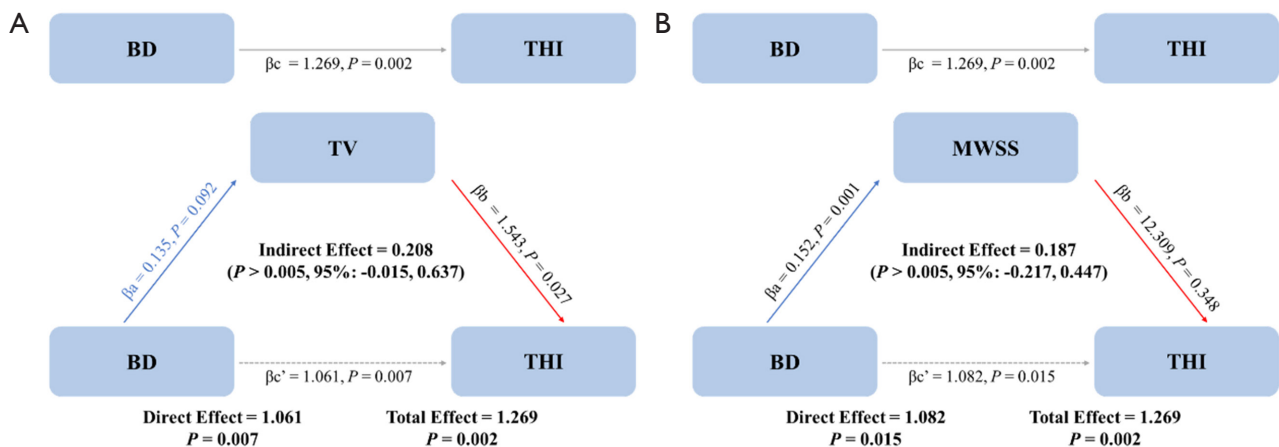 A
BD
THI
βc = 1.269, P = 0.002
TV
βa = 0.135, P = 0.092
βb = 1.543, P = 0.027
Indirect Effect = 0.208
(P > 0.005, 95%: -0.015, 0.637)
BD
THI
βc’ = 1.061, P = 0.007
Direct Effect = 1.061
P = 0.007
Total Effect = 1.269
P = 0.002
B
BD
THI
βc = 1.269, P = 0.002
MWSS
βa = 0.152, P = 0.001
βb = 12.309, P = 0.348
Indirect Effect = 0.187
(P > 0.005, 95%: -0.217, 0.447)
BD
THI
βc’ = 1.082, P = 0.015
Direct Effect = 1.082
P = 0.015
Total Effect = 1.269
P = 0.002